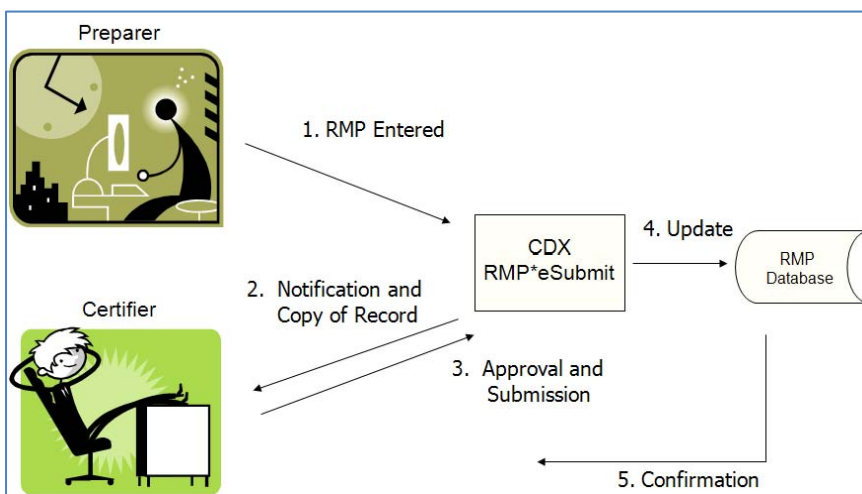 Preparer
1. RMP Entered
CDX
RMP*eSubmit
4. Update
RMP
Database
2. Notification and
Copy of Record
Certifier
3. Approval and
Submission
5. Confirmation